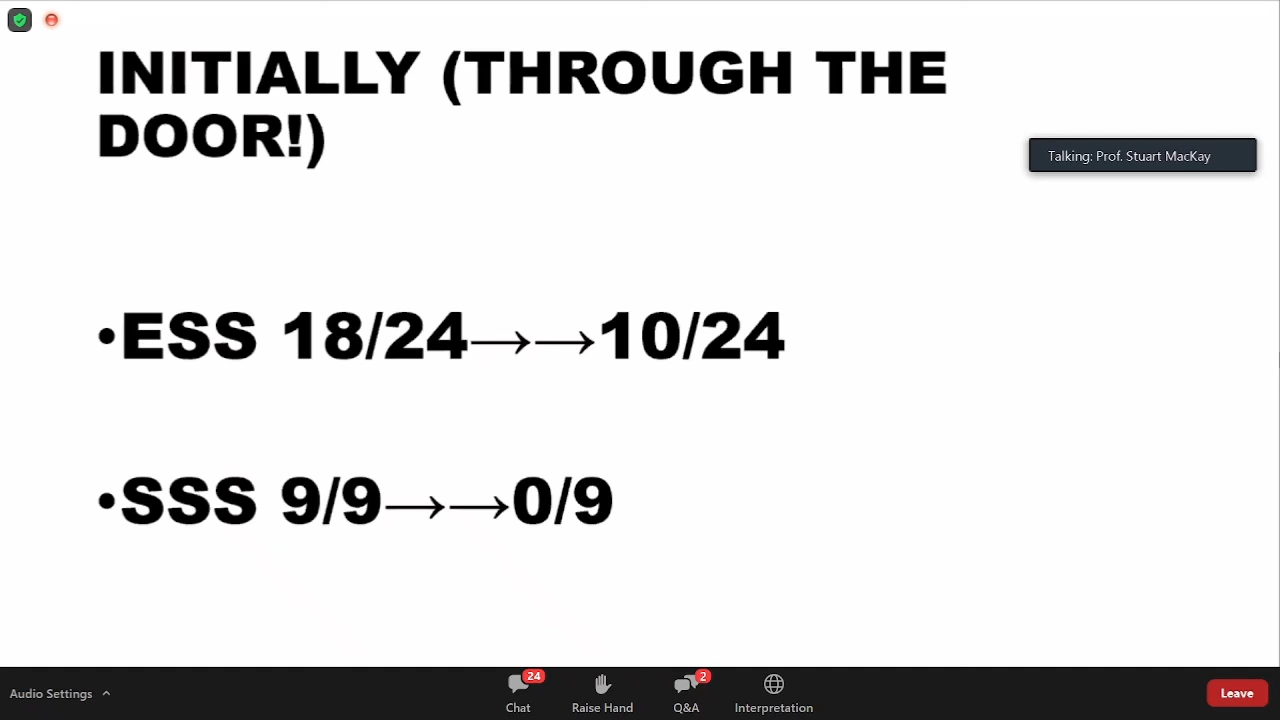 INITIALLY (THROUGH THE
DOOR!)
Talking: Prof. Stuart MacKay
•ESS 18/24→→10/24
•SSS 9/9→→0/9
Audio Settings
24
Chat
Raise Hand
2
Q&A
Interpretation
Leave